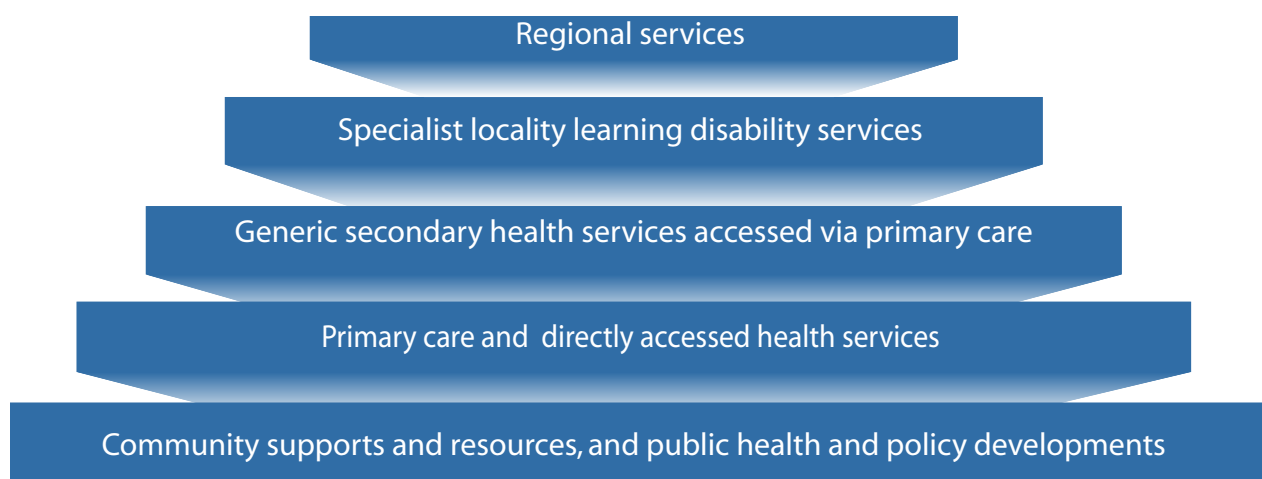 Regional services
Specialist locality learning disability services
Generic secondary health services accessed via primary care
Primary care and directly accessed health services
Community supports and resources, and public health and policy developments